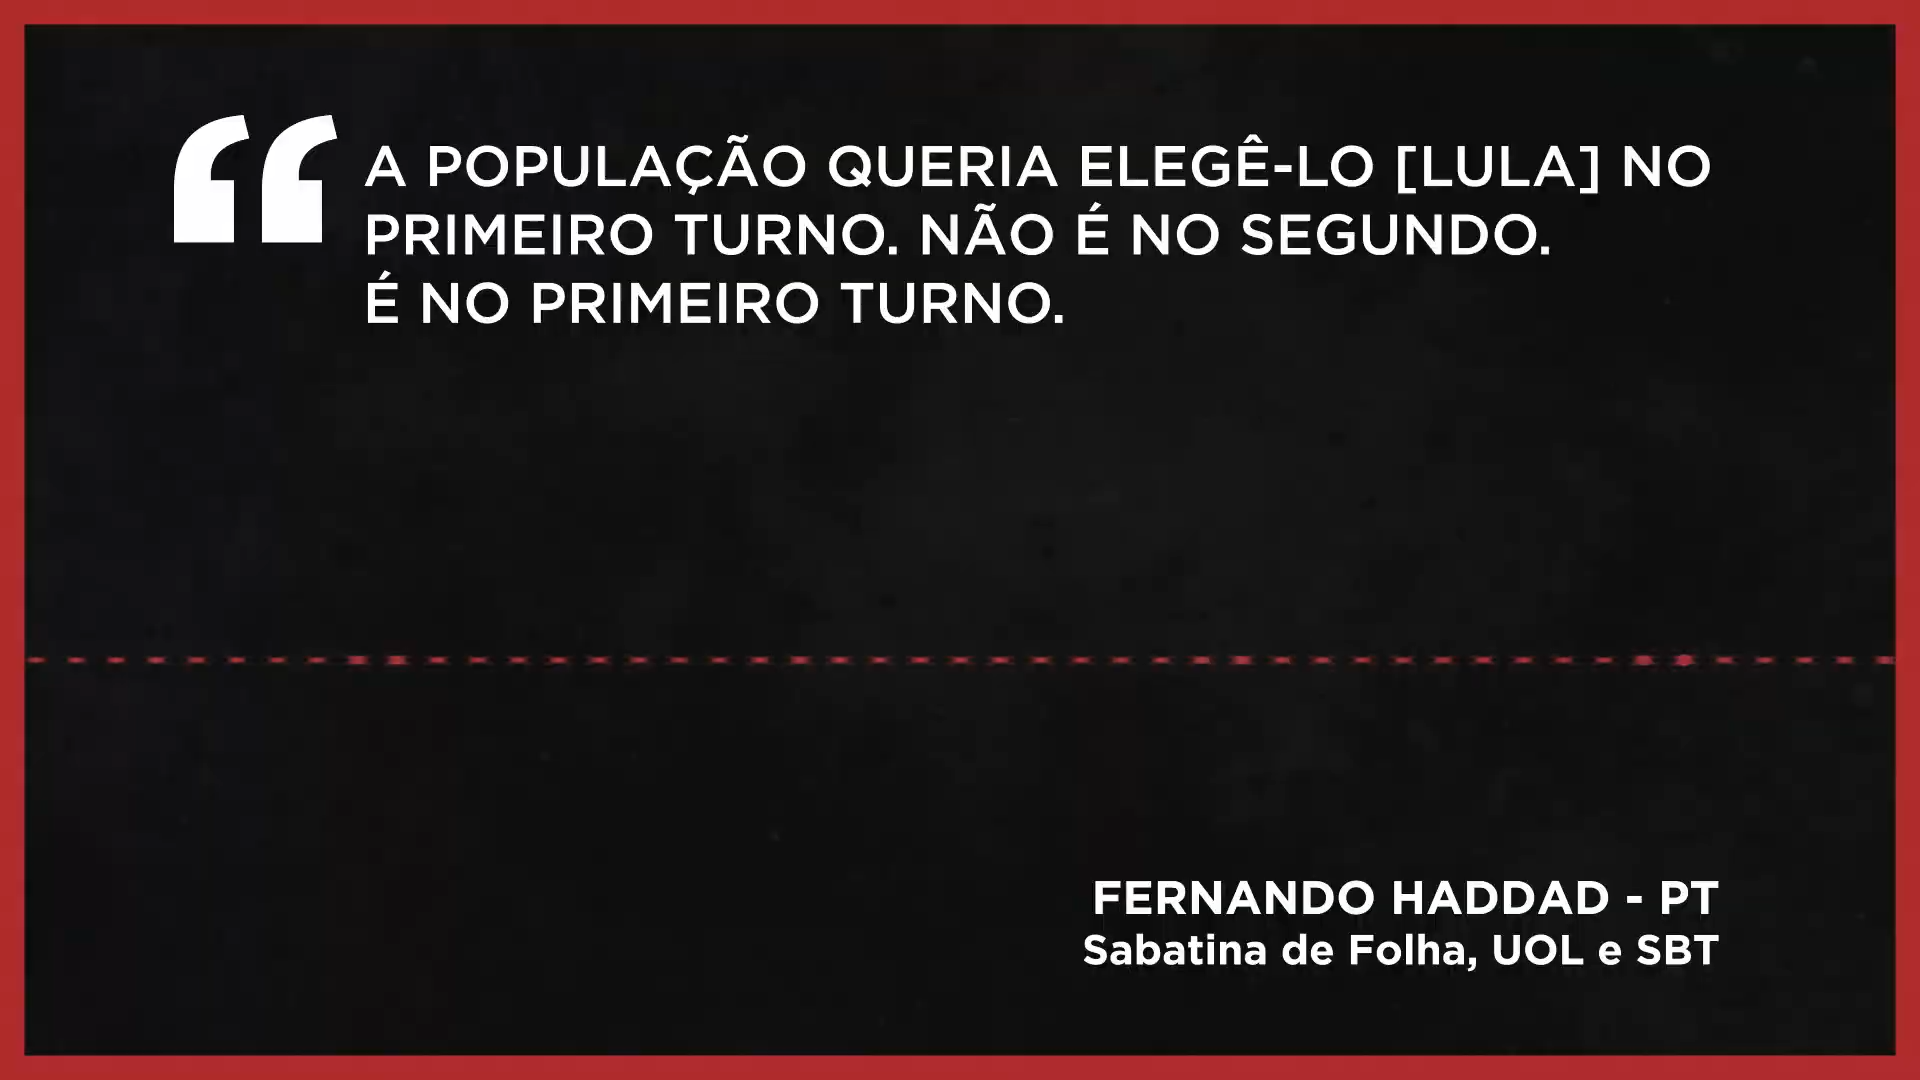 “A POPULAÇÃO QUERIA ELEGÊ-LO [LULA] NO
PRIMEIRO TURNO. NÃO É NO SEGUNDO.
É NO PRIMEIRO TURNO.
FERNANDO HADDAD - PT
Sabatina de Folha, UOL e SBT